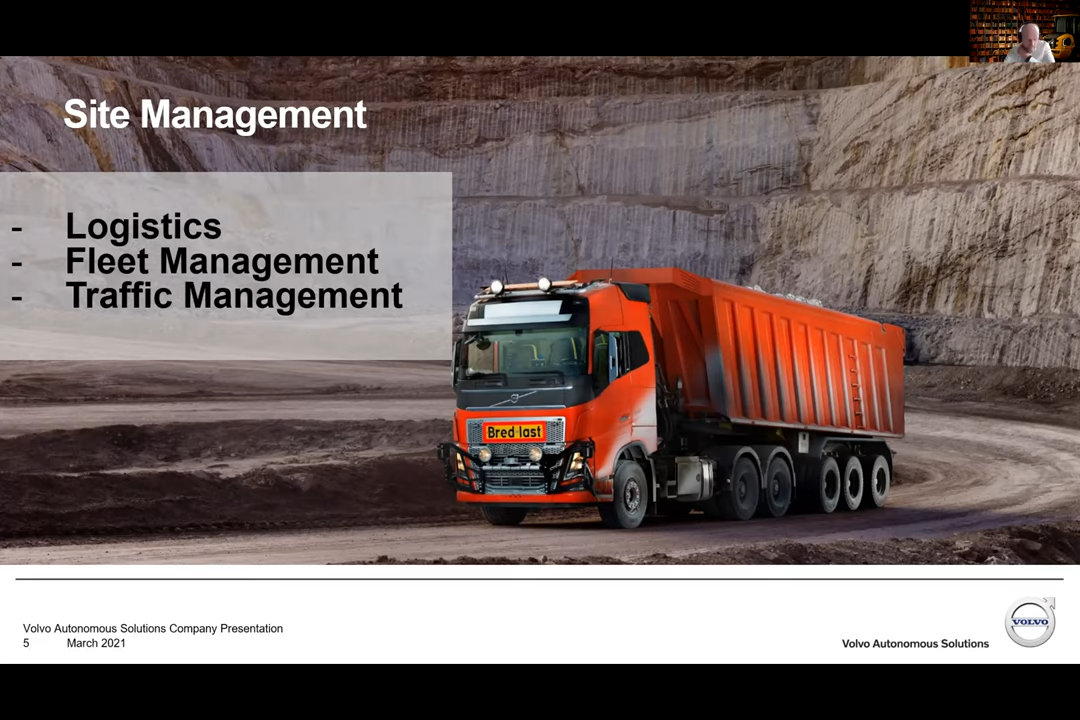 Site Management
- Logistics
- Fleet Management
- Traffic Management
Bred last
Volvo Autonomous Solutions Company Presentation
5 March 2021
Volvo Autonomous Solutions
VOLVO